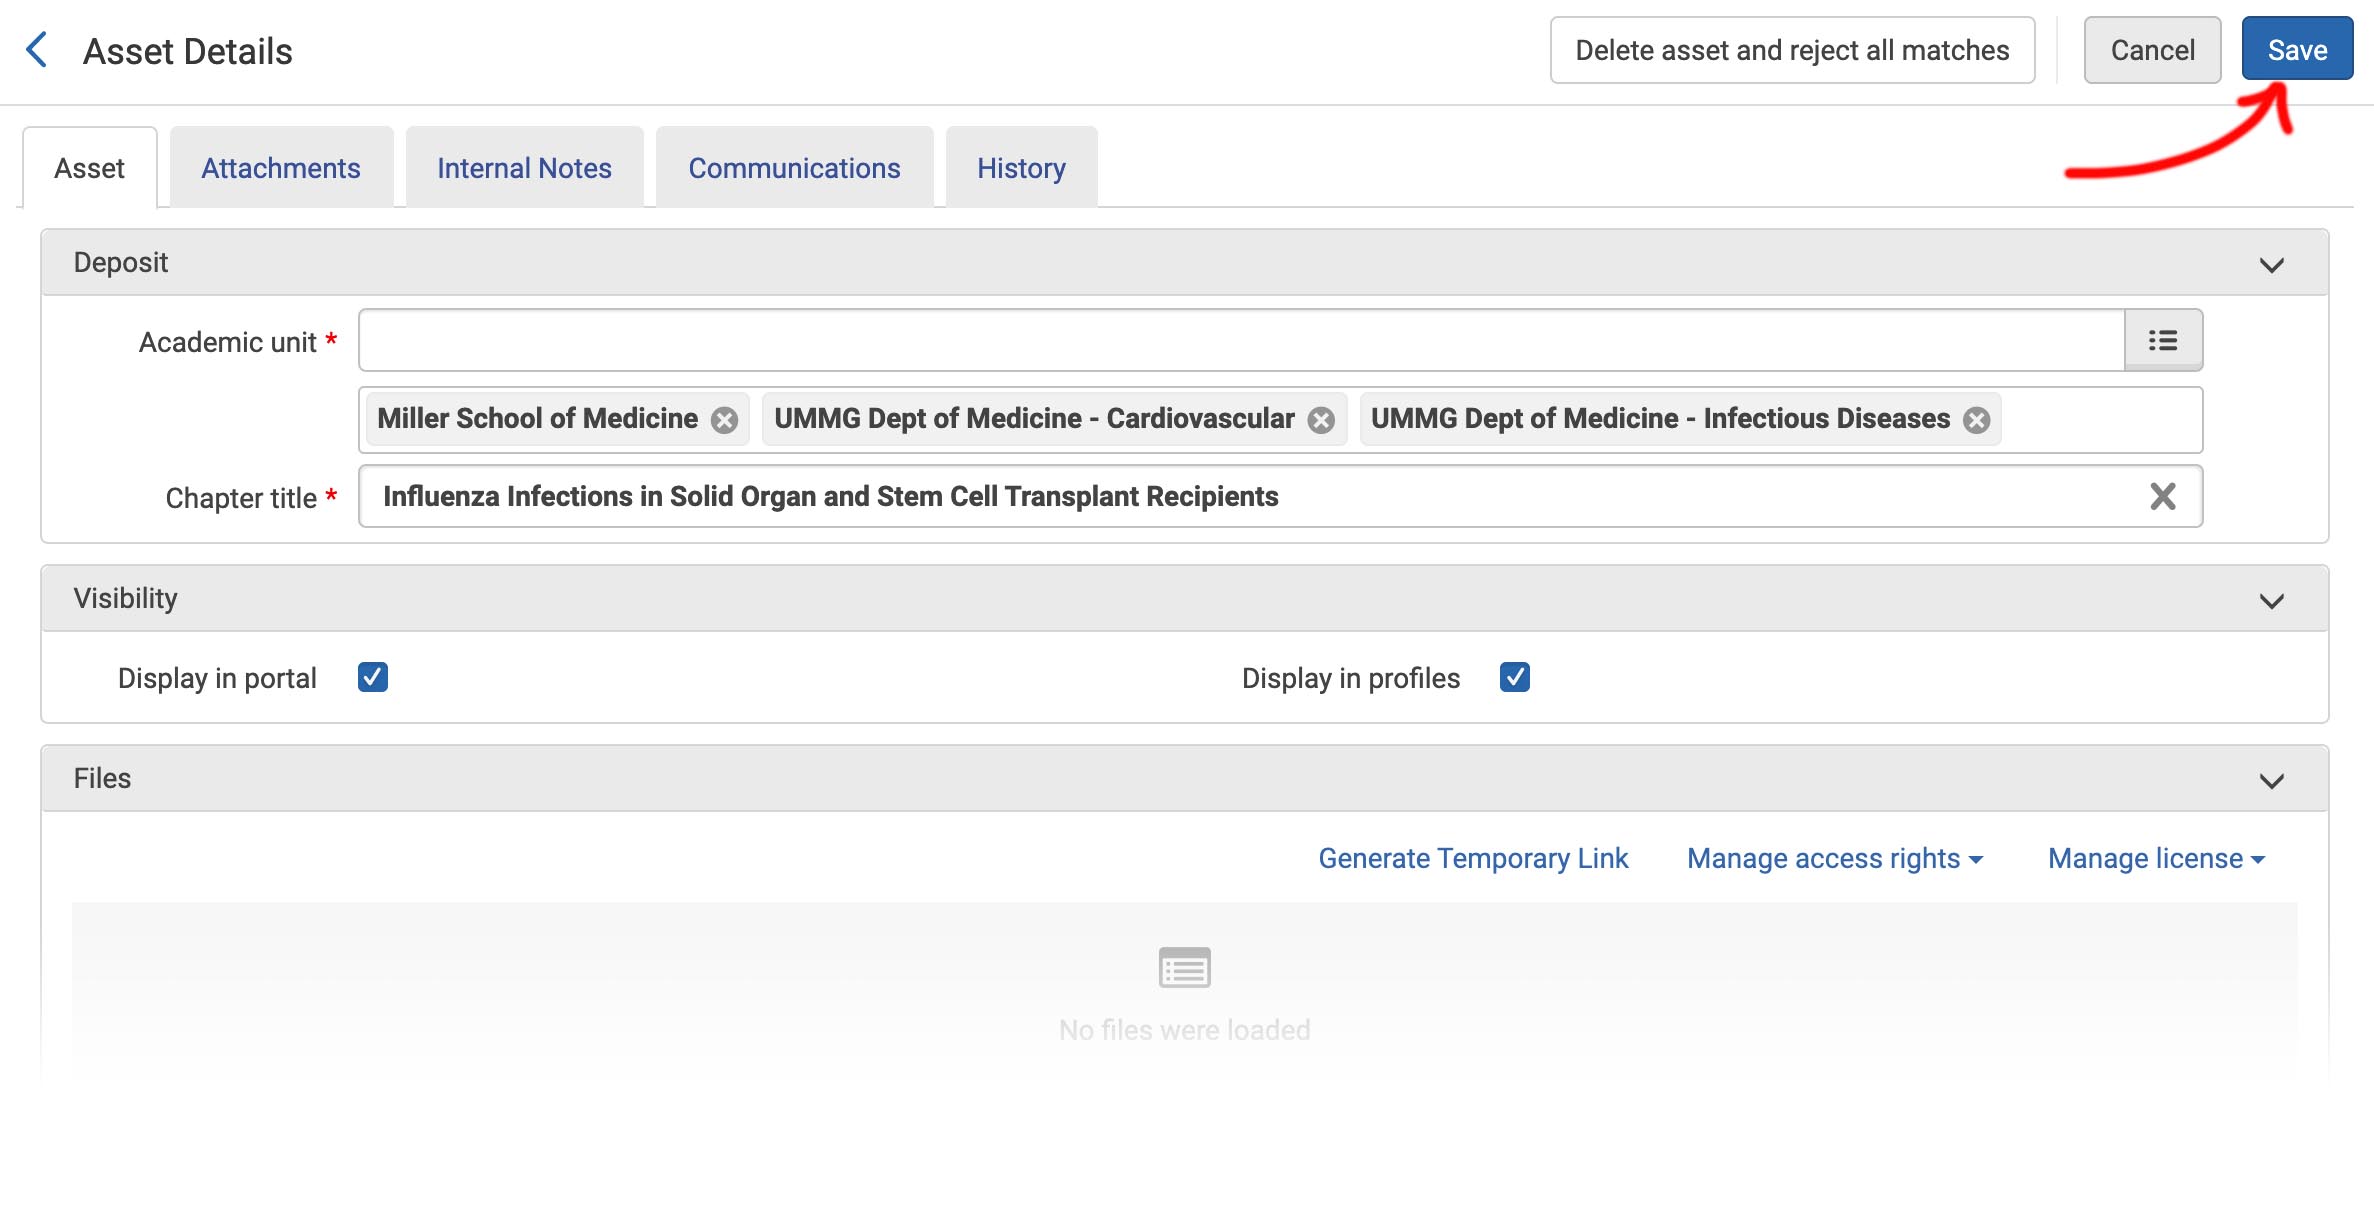 Asset Details
Delete asset and reject all matches
Cancel
Save
Asset
Attachments
Internal Notes
Communications
History
Deposit
Academic unit *
Miller School of Medicine
UMMG Dept of Medicine - Cardiovascular
UMMG Dept of Medicine - Infectious Diseases
Chapter title *
Influenza Infections in Solid Organ and Stem Cell Transplant Recipients
Visibility
Display in portal
Display in profiles
Files
Generate Temporary Link
Manage access rights
Manage license
No files were loaded